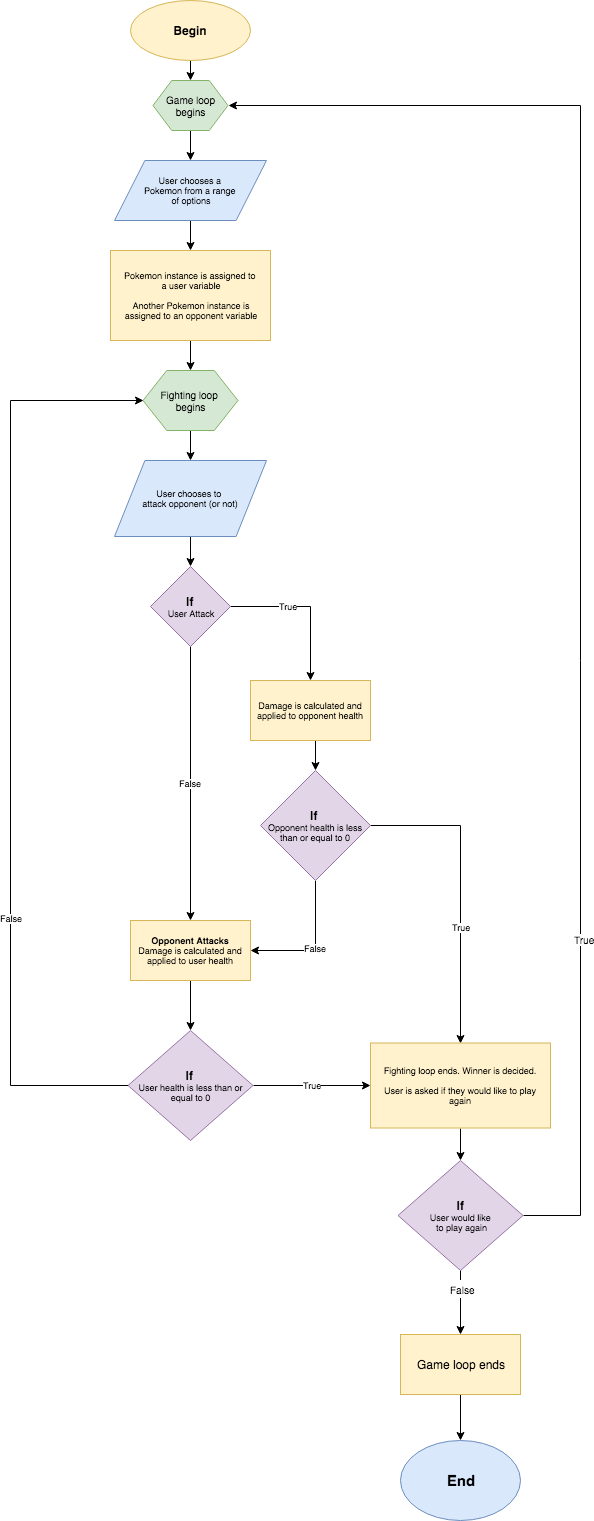 Begin
Game loop
begins
User chooses a
Pokemon from a range
of options
Pokemon instance is assigned to
a user variable
Another Pokemon instance is
assigned to an opponent variable
Fighting loop
begins
User chooses to
attack opponent (or not)
If
User Attack
True
Damage is calculated and
applied to opponent health
False
If
Opponent health is less
than or equal to 0
False
True
True
Opponent Attacks
Damage is calculated and
applied to user health
False
If
User health is less than or
equal to 0
True
Fighting loop ends. Winner is decided.
User is asked if they would like to play
again
If
User would like
to play again
False
Game loop ends
End